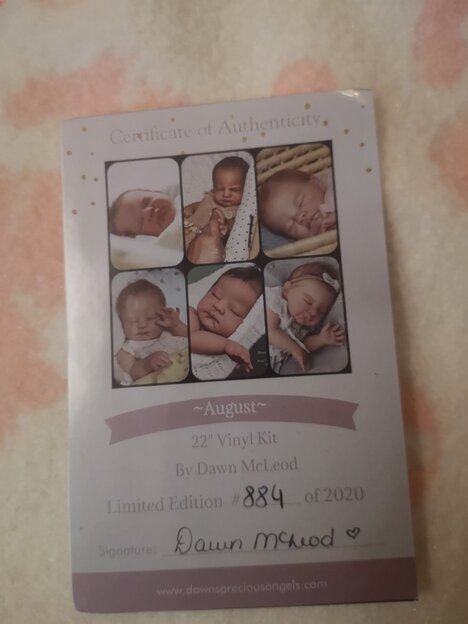 Certificate of Authenticity
~August~
22" Vinyl Kit
By Dawn McLeod
Limited Edition #884 of 2020
Signature: Dawn McLeod ♡
www.dawnspreciousangels.com